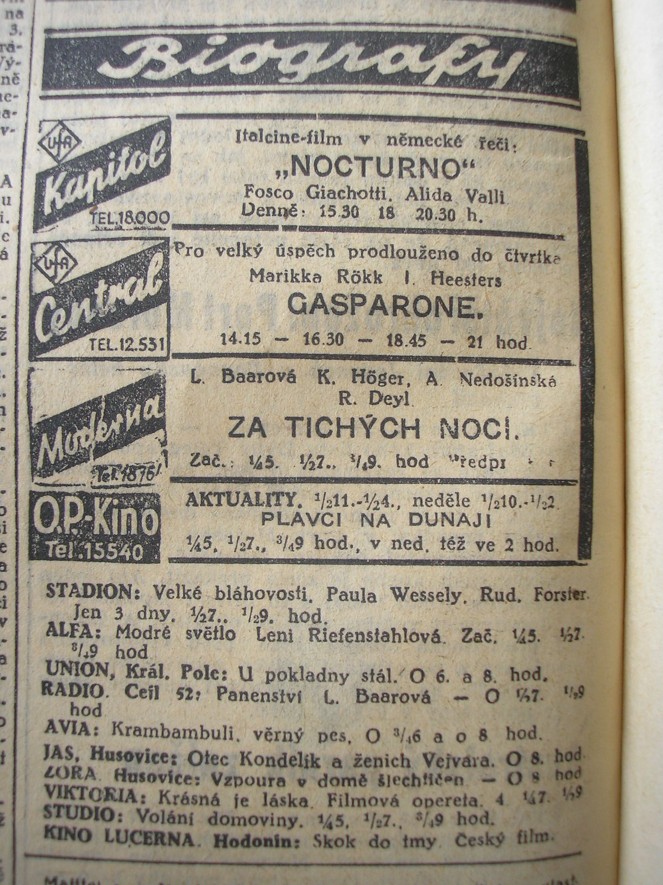 Biografy
UFA
Kapitol
TEL. 18.000
Italcine-film v německé řeči:
„NOCTURNO“
Fosco Giachotti, Alida Valli
Denně: 15.30 18 20.30 h.
UFA
Central
TEL. 12.531
Pro velký úspěch prodlouženo do čtvrtka
Marikka Rökk I. Heesters
GASPARONE.
14.15 — 16.30 — 18.45 — 21 hod.
Moderna
Tel. 1876
L. Baarová K. Höger, A. Nedošinská
R. Deyl
ZA TICHÝCH NOCÍ.
Zač.: ¼5. ½7., ¾9. hod
O.P.-Kino
Tel. 15540
AKTUALITY. ½11.-½4., neděle ½10.-½2.
PLAVCI NA DUNAJI
¼5, ½7., ¾9 hod., v ned. též ve 2 hod.
STADION: Velké bláhovosti. Paula Wessely, Rud. Forster.
Jen 3 dny. ½7., ½9. hod.
ALFA: Modré světlo Leni Riefenstahlová. Zač. ¼5. ½7.
¾9 hod
UNION, Král. Pole: U pokladny stál. O 6. a 8. hod.
RADIO. Cejl 52: Panenství L. Baarová — O ½7. ½9
hod
AVIA: Krambambuli, věrný pes. O ¾6 a o 8 hod.
JAS, Husovice: Otec Kondelik a ženich Vejvara. O 8. hod
ZORA. Husovice: Vzpoura v domě šlechtičen — O 8 hod
VIKTORIA: Krásná je láska. Filmová opereta. 4 ¼7. ½9
STUDIO: Volání domoviny. ¼5, ½7., ¾9 hod.
KINO LUCERNA. Hodonin: Skok do tmy. Český film.